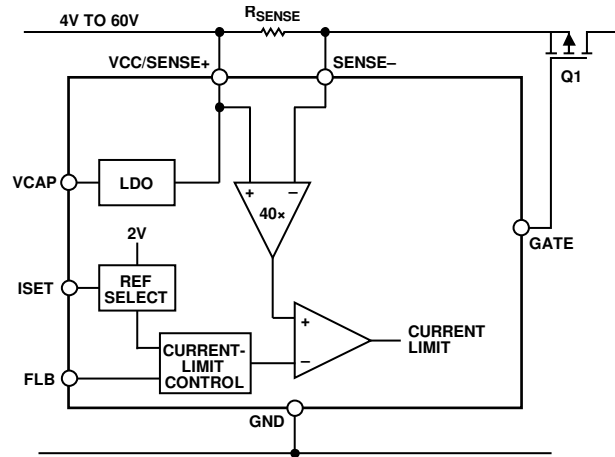 4V TO 60V
RSENSE
VCC/SENSE+
SENSE–
Q1
VCAP
LDO
+
–
40×
GATE
2V
ISET
REF
SELECT
+
–
CURRENT
LIMIT
CURRENT-
LIMIT
CONTROL
FLB
GND